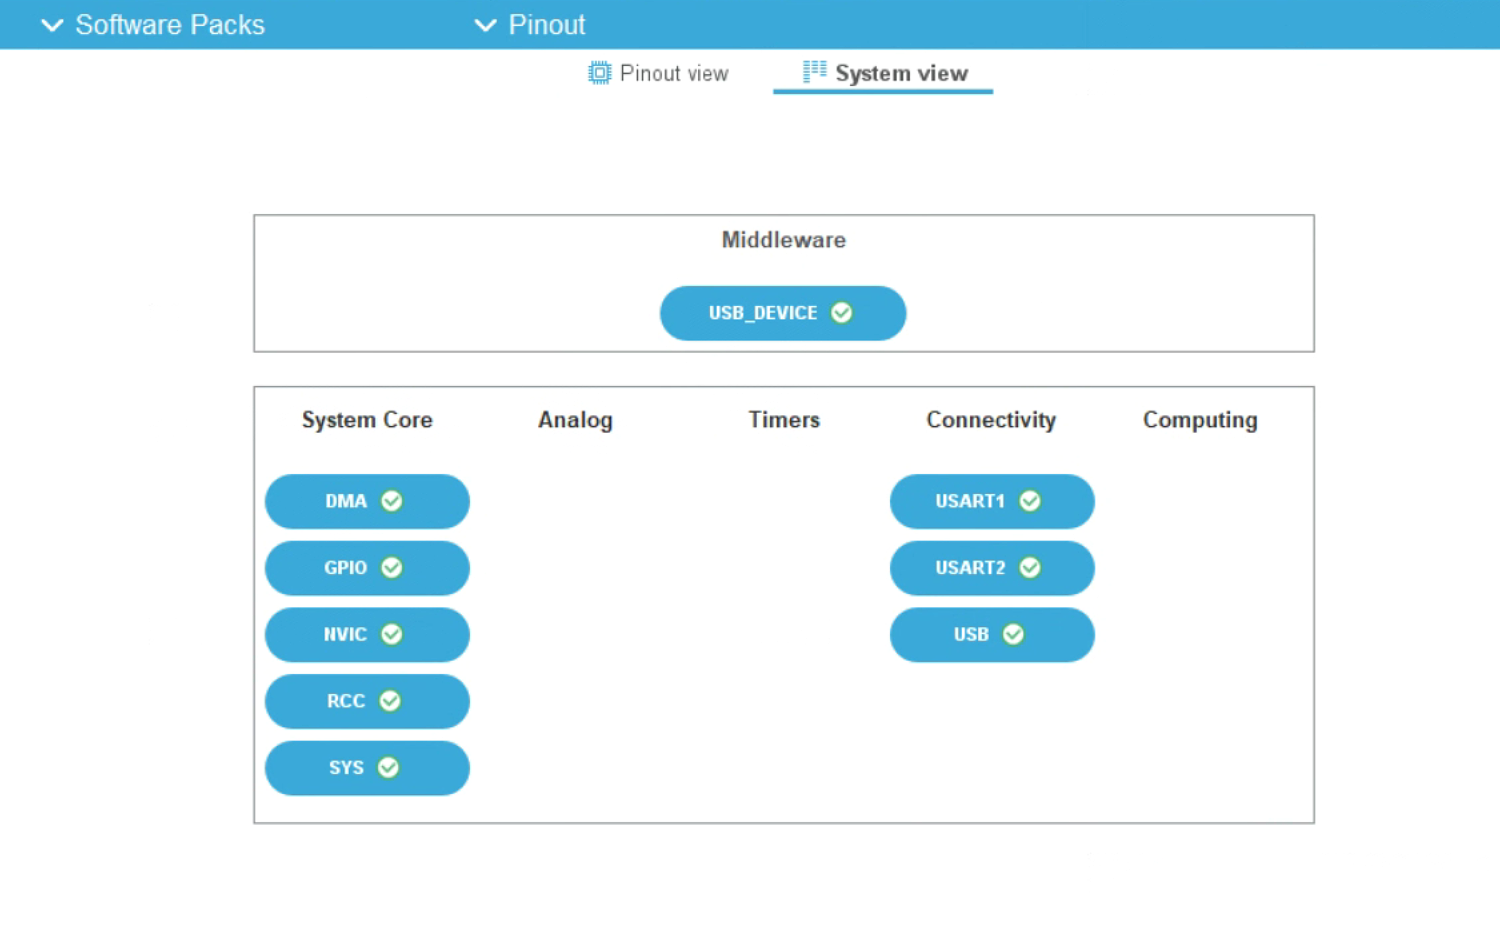 Software Packs
Pinout
Pinout view
System view
Middleware
USB_DEVICE
System Core
Analog
Timers
Connectivity
Computing
DMA
USART1
GPIO
USART2
NVIC
USB
RCC
SYS